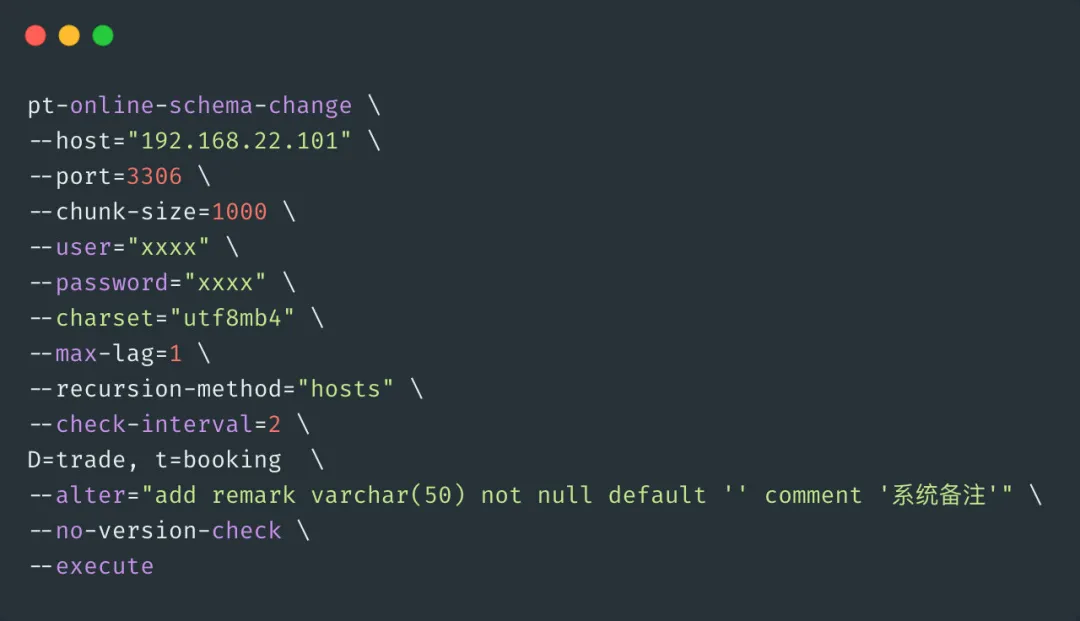 pt-online-schema-change \
--host="192.168.22.101" \
--port=3306 \
--chunk-size=1000 \
--user="xxxx" \
--password="xxxx" \
--charset="utf8mb4" \
--max-lag=1 \
--recursion-method="hosts" \
--check-interval=2 \
D=trade, t=booking  \
--alter="add remark varchar(50) not null default '' comment '系统备注'" \
--no-version-check \
--execute